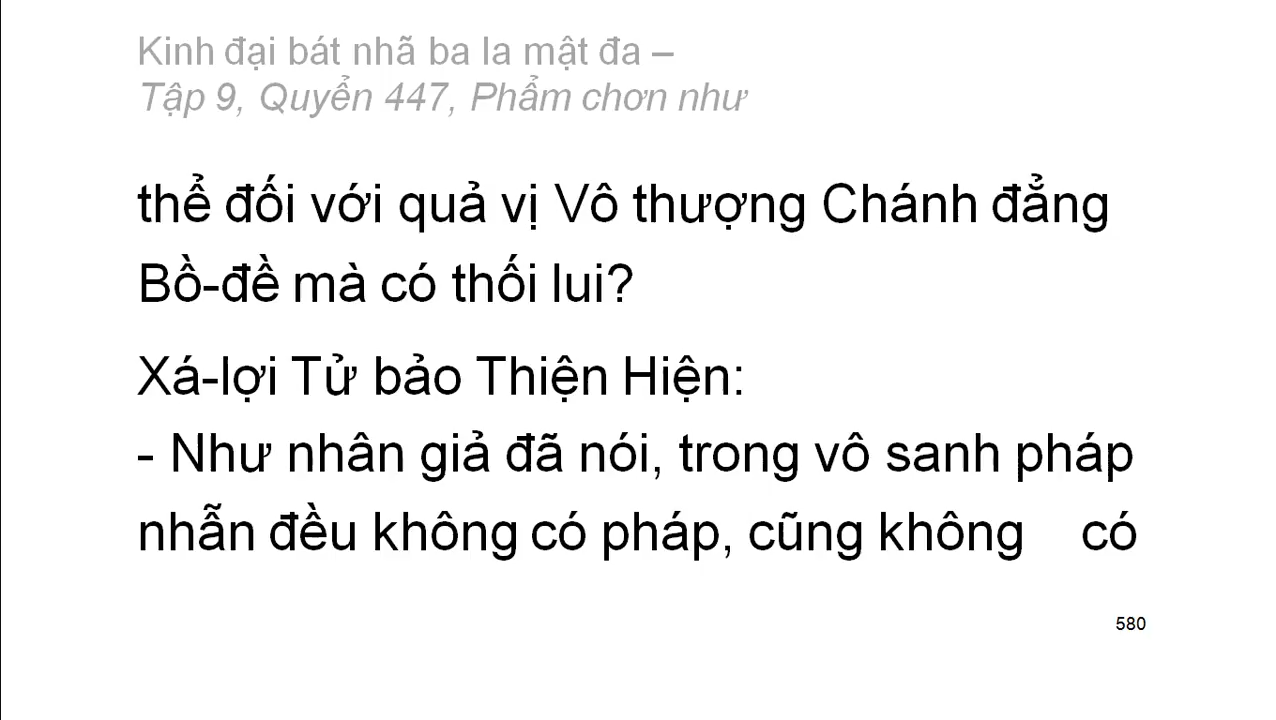 Kinh đại bát nhã ba la mật đa –
Tập 9, Quyển 447, Phẩm chơn như
thể đối với quả vị Vô thượng Chánh đẳng
Bồ-đề mà có thối lui?
Xá-lợi Tử bảo Thiện Hiện:
- Như nhân giả đã nói, trong vô sanh pháp
nhẫn đều không có pháp, cũng không có
580